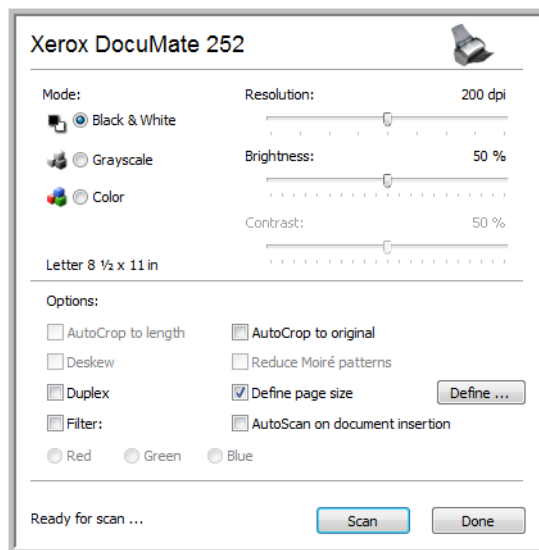 Xerox DocuMate 252
Mode:
Black & White
Grayscale
Color
Letter 8 ½ x 11 in
Resolution: 200 dpi
Brightness: 50 %
Contrast: 50 %
Options:
AutoCrop to length AutoCrop to original
Deskew Reduce Moiré patterns
Duplex Define page size Define ...
Filter: AutoScan on document insertion
Red Green Blue
Ready for scan ... Scan Done